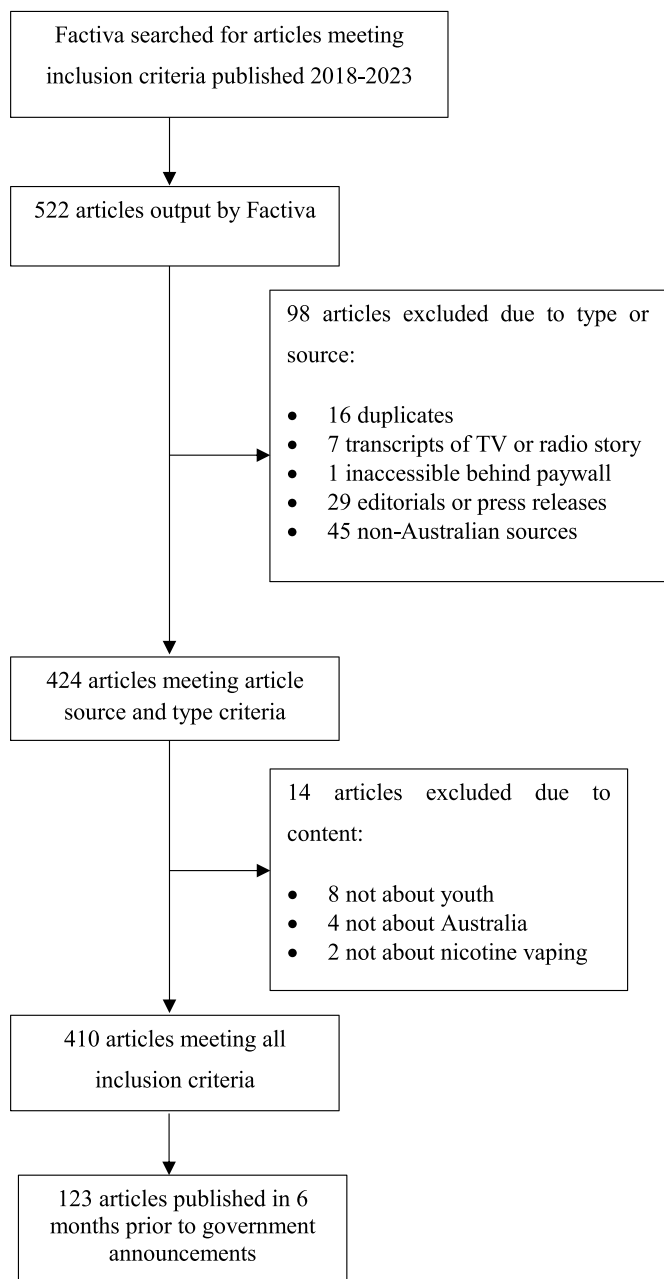 Factiva searched for articles meeting
inclusion criteria published 2018-2023
522 articles output by Factiva
98 articles excluded due to type or
source:
• 16 duplicates
• 7 transcripts of TV or radio story
• 1 inaccessible behind paywall
• 29 editorials or press releases
• 45 non-Australian sources
424 articles meeting article
source and type criteria
14 articles excluded due to
content:
• 8 not about youth
• 4 not about Australia
• 2 not about nicotine vaping
410 articles meeting all
inclusion criteria
123 articles published in 6
months prior to government
announcements